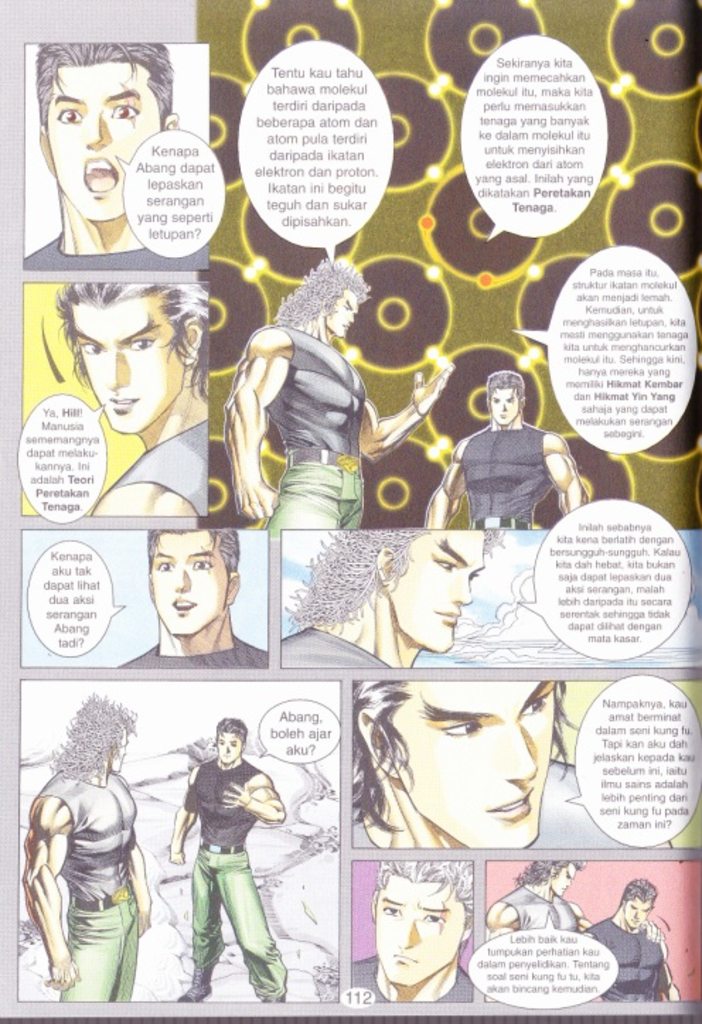 Kenapa
Abang dapat
lepaskan
serangan
yang seperti
letupan?
Tentu kau tahu
bahawa molekul
terdiri daripada
beberapa atom dan
atom pula terdiri
daripada ikatan
elektron dan proton.
Ikatan ini begitu
teguh dan sukar
dipisahkan.
Sekiranya kita
ingin memecahkan
molekul itu, maka kita
perlu memasukkan
tenaga yang banyak
ke dalam molekul itu
untuk menyisihkan
elektron dari atom
yang asal. Inilah yang
dikatakan Peretakan
Tenaga.
Pada masa itu,
struktur ikatan molekul
akan menjadi lemah.
Kemudian, untuk
menghasilkan letupan, kita
mesti menggunakan tenaga
kita untuk menghancurkan
molekul itu. Sehingga kini,
hanya mereka yang
memiliki Hikmat Kembar
dan Hikmat Yin Yang
sahaja yang dapat
melakukan serangan
sebegini.
Ya, Hill!
Manusia
sememangnya
dapat melaku-
kannya. Ini
adalah Teori
Peretakan
Tenaga.
Kenapa
aku tak
dapat lihat
dua aksi
serangan
Abang
tadi?
Inilah sebabnya
kita kena berlatih dengan
bersungguh-sungguh. Kalau
kita dah hebat, kita bukan
saja dapat lepaskan dua
aksi serangan, malah
lebih daripada itu secara
serentak sehingga tidak
dapat dilihat dengan
mata kasar.
Abang,
boleh ajar
aku?
Nampaknya, kau
amat berminat
dalam seni kung fu.
Tapi kan aku dah
jelaskan kepada kau
sebelum ini, iaitu
ilmu sains adalah
lebih penting dari
seni kung fu pada
zaman ini?
Lebih baik kau
tumpukan perhatian kau
dalam penyelidikan. Tentang
soal seni kung fu tu, kita
akan bincang kemudian.
112